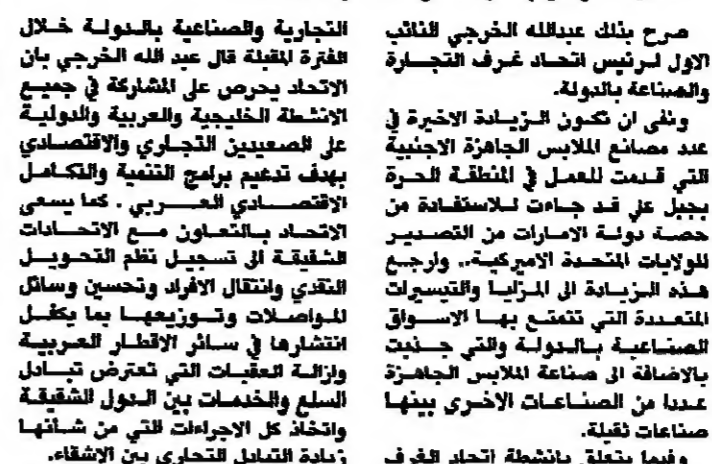 صرح بذلك عبدالله الخرجي النائب
الاول لرئيس اتحاد غرف التجارة
والصناعة بالدولة.
ونفى ان تكون الزيادة الاخيرة في
عدد مصانع الملابس الجاهزة الاجنبية
التي قدمت للعمل في المنطقة الحرة
بجبل علي قد جاءت للاستفادة من
حصة دولة الامارات من التصدير
للولايات المتحدة الاميركية.. وارجع
هذه الزيادة الى المزايا والتيسيرات
المتعددة التي تتمتع بها الاسواق
الصناعية بالدولة والتي جذبت
بالاضافة الى صناعة الملابس الجاهزة
عددا من الصناعات الاخرى بينها
صناعات ثقيلة.
وفيما يتعلق بانشطة إتحاد الغرف
التجارية والصناعية بالدولة خلال
الفترة المقبلة قال عبد الله الخرجي بان
الاتحاد يحرص على المشاركة في جميع
الانشطة الخليجية والعربية والدولية
على الصعيدين التجاري والاقتصادي
بهدف تدعيم برامج التنمية والتكامل
الاقتصادي العربي . كما يسعى
الاتحاد بالتعاون مع الاتحادات
الشقيقة الى تسجيل نظم التحويل
النقدي وانتقال الافراد وتحسين وسائل
المواصلات وتوزيعها بما يكفل
انتشارها في سائر الاقطار العربية
وازالة العقبات التي تعترض تبادل
السلع والخدمات بين الدول الشقيقة
واتخاذ كل الاجراءات التي من شأنها
زيادة التبادل التجاري بين الاشقاء.